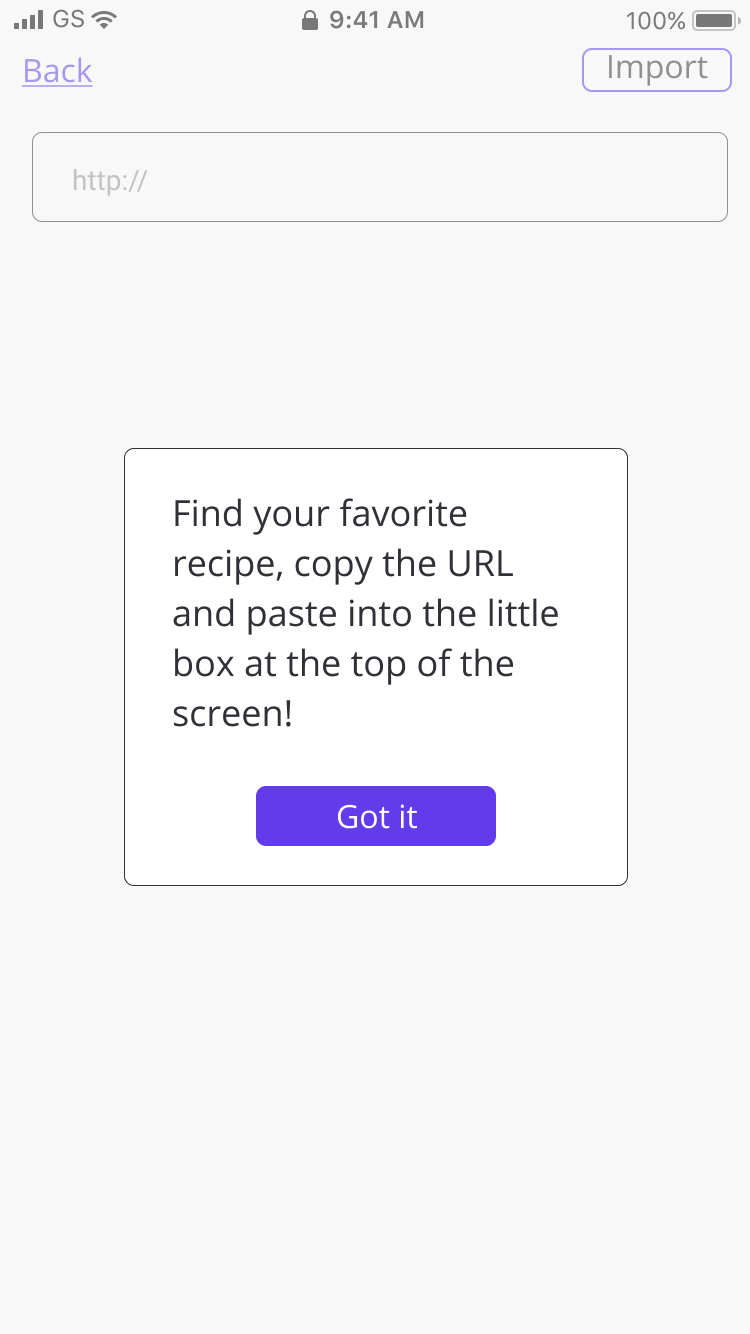 GS 9:41 AM 100%
Back Import
http://
Find your favorite
recipe, copy the URL
and paste into the little
box at the top of the
screen!
Got it